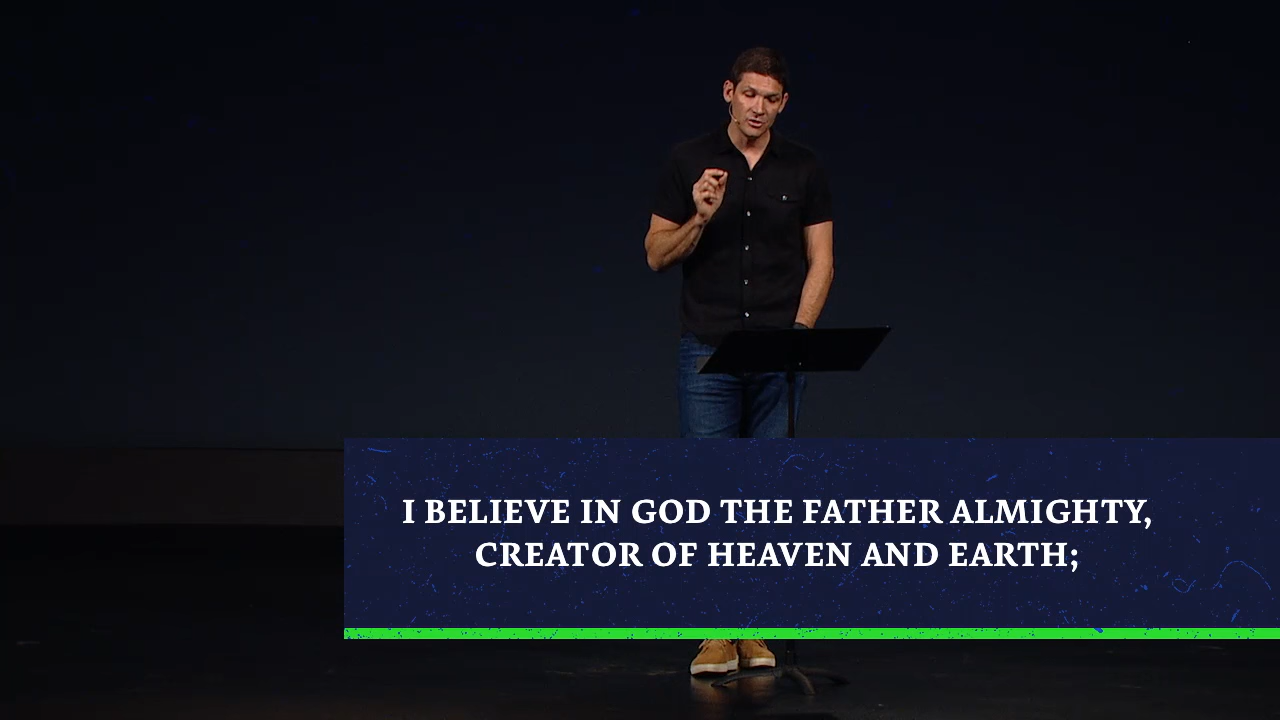 I BELIEVE IN GOD THE FATHER ALMIGHTY,
CREATOR OF HEAVEN AND EARTH;